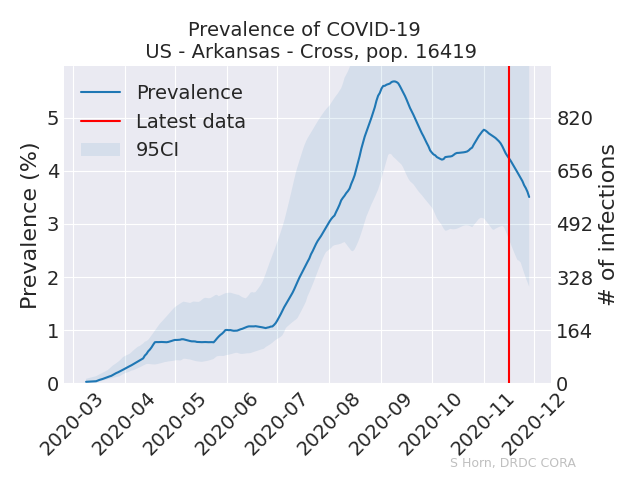 Prevalence of COVID-19
US - Arkansas - Cross, pop. 16419
Prevalence
Latest data
95CI
Prevalence (%)
5
4
3
2
1
0
820
656
492
328
164
0
# of infections
2020-03
2020-04
2020-05
2020-06
2020-07
2020-08
2020-09
2020-10
2020-11
2020-12
S Horn, DRDC CORA